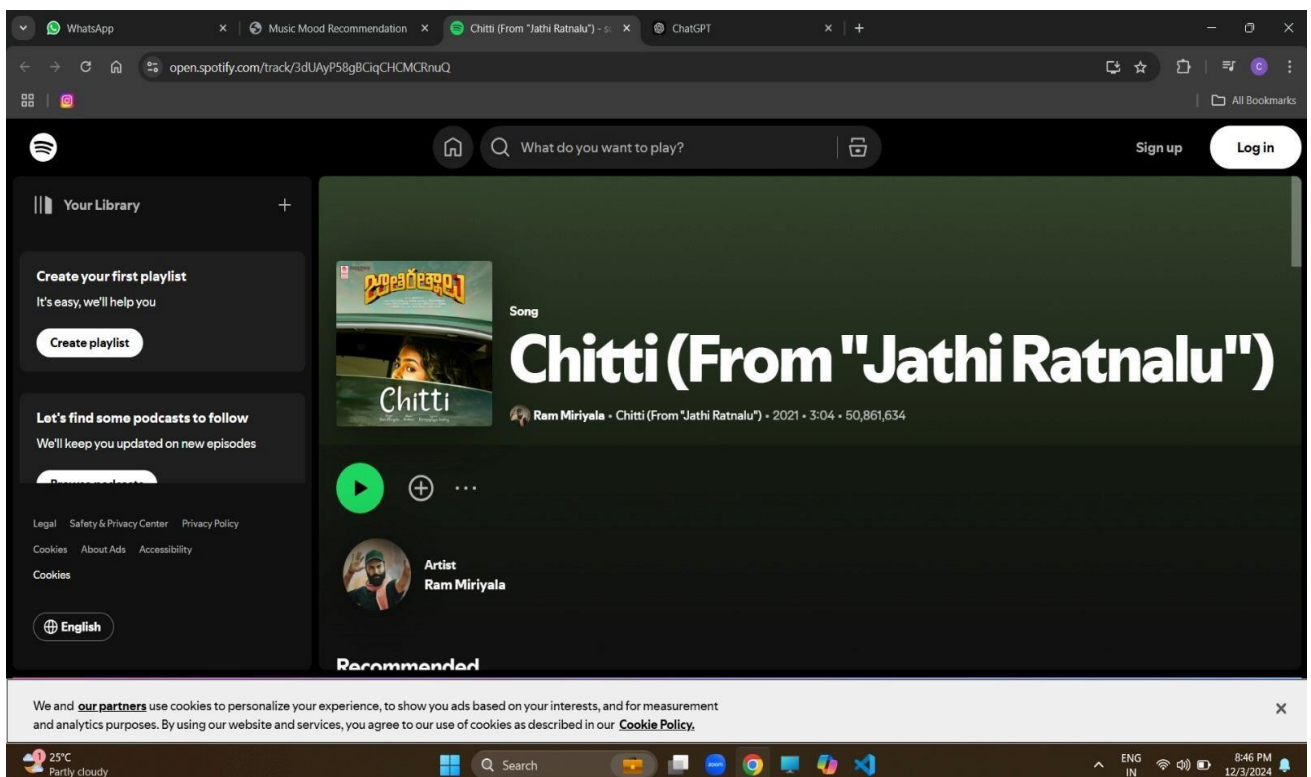 WhatsApp
Music Mood Recommendation
Chitti (From "Jathi Ratnalu") - s
ChatGPT
open.spotify.com/track/3dUAyP58gBCiqCHCMCRnuQ
C
All Bookmarks
What do you want to play?
Sign up
Log in
Your Library
Create your first playlist
It's easy, we'll help you
Create playlist
Let's find some podcasts to follow
We'll keep you updated on new episodes
Legal Safety & Privacy Center Privacy Policy
Cookies About Ads Accessibility
Cookies
English
జాతిరత్నాలు
Chitti
Song
Chitti (From "Jathi Ratnalu")
Ram Miriyala • Chitti (From "Jathi Ratnalu") • 2021 • 3:04 • 50,861,634
Artist
Ram Miriyala
Recommended
We and our partners use cookies to personalize your experience, to show you ads based on your interests, and for measurement
and analytics purposes. By using our website and services, you agree to our use of cookies as described in our Cookie Policy.
1
25°C
Partly cloudy
Search
zoom
ENG
IN
8:46 PM
12/3/2024